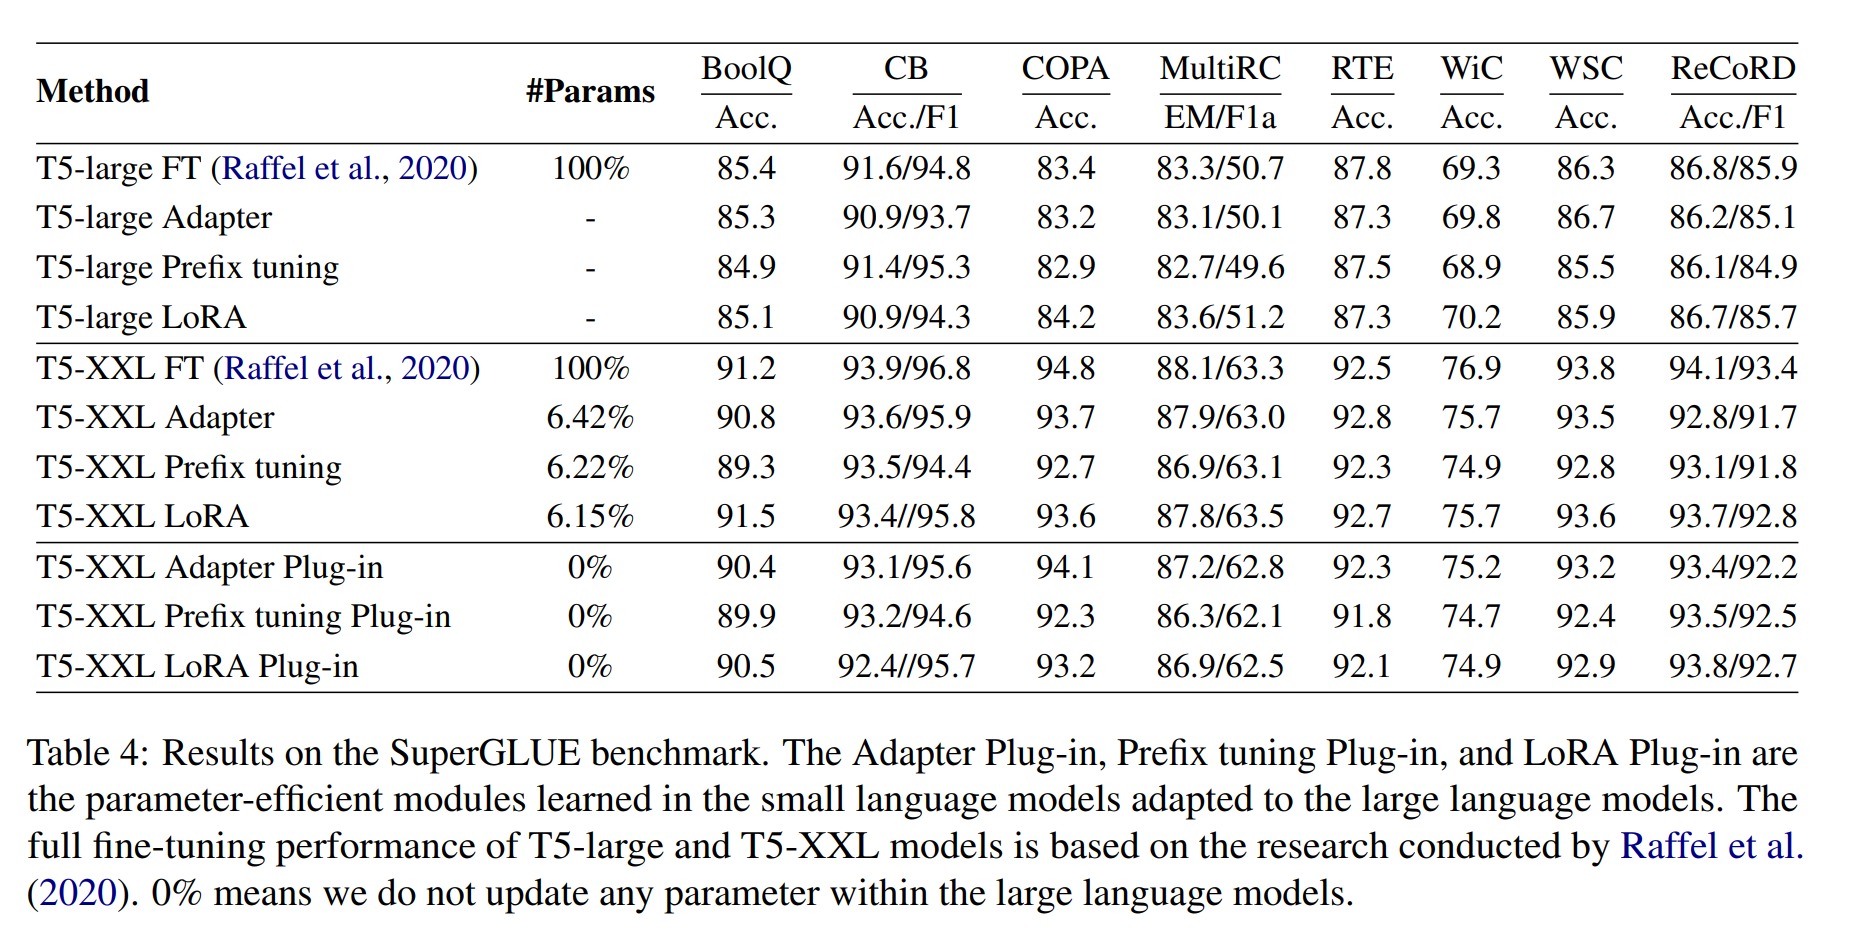 Method #Params BoolQ CB COPA MultiRC RTE WiC WSC ReCoRD
Acc. Acc./F1 Acc. EM/F1a Acc. Acc. Acc. Acc./F1
T5-large FT (Raffel et al., 2020) 100% 85.4 91.6/94.8 83.4 83.3/50.7 87.8 69.3 86.3 86.8/85.9
T5-large Adapter - 85.3 90.9/93.7 83.2 83.1/50.1 87.3 69.8 86.7 86.2/85.1
T5-large Prefix tuning - 84.9 91.4/95.3 82.9 82.7/49.6 87.5 68.9 85.5 86.1/84.9
T5-large LoRA - 85.1 90.9/94.3 84.2 83.6/51.2 87.3 70.2 85.9 86.7/85.7
T5-XXL FT (Raffel et al., 2020) 100% 91.2 93.9/96.8 94.8 88.1/63.3 92.5 76.9 93.8 94.1/93.4
T5-XXL Adapter 6.42% 90.8 93.6/95.9 93.7 87.9/63.0 92.8 75.7 93.5 92.8/91.7
T5-XXL Prefix tuning 6.22% 89.3 93.5/94.4 92.7 86.9/63.1 92.3 74.9 92.8 93.1/91.8
T5-XXL LoRA 6.15% 91.5 93.4//95.8 93.6 87.8/63.5 92.7 75.7 93.6 93.7/92.8
T5-XXL Adapter Plug-in 0% 90.4 93.1/95.6 94.1 87.2/62.8 92.3 75.2 93.2 93.4/92.2
T5-XXL Prefix tuning Plug-in 0% 89.9 93.2/94.6 92.3 86.3/62.1 91.8 74.7 92.4 93.5/92.5
T5-XXL LoRA Plug-in 0% 90.5 92.4//95.7 93.2 86.9/62.5 92.1 74.9 92.9 93.8/92.7
Table 4: Results on the SuperGLUE benchmark. The Adapter Plug-in, Prefix tuning Plug-in, and LoRA Plug-in are
the parameter-efficient modules learned in the small language models adapted to the large language models. The
full fine-tuning performance of T5-large and T5-XXL models is based on the research conducted by Raffel et al.
(2020). 0% means we do not update any parameter within the large language models.